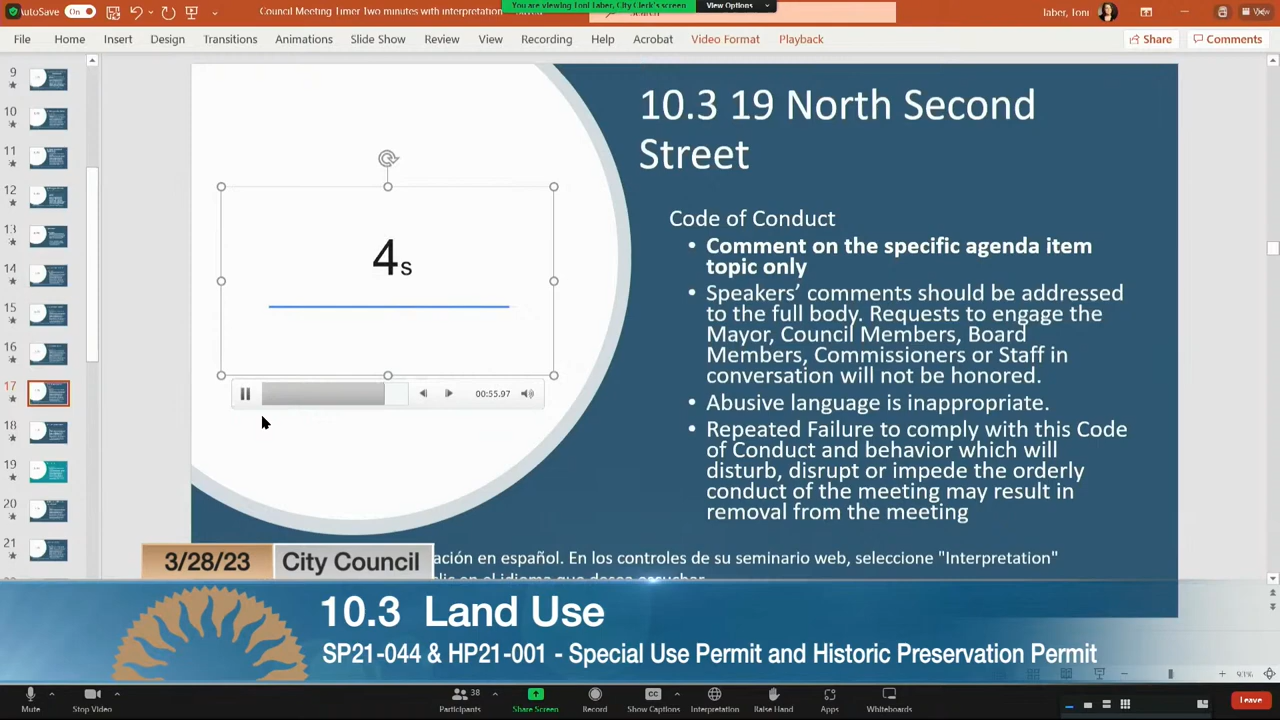 AutoSave On
Council Meeting Timer Two minutes with interpretation
You are viewing Toni Taber, City Clerk's screen
View Options
Taber, Toni
File Home Insert Design Transitions Animations Slide Show Review View Recording Help Acrobat Video Format Playback Share Comments
11
12
14
15
16
17
18
19
20
21
4s
00:55.97
10.3 19 North Second
Street
Code of Conduct
• Comment on the specific agenda item
topic only
• Speakers' comments should be addressed
to the full body. Requests to engage the
Mayor, Council Members, Board
Members, Commissioners or Staff in
conversation will not be honored.
• Abusive language is inappropriate.
• Repeated Failure to comply with this Code
of Conduct and behavior which will
disturb, disrupt or impede the orderly
conduct of the meeting may result in
removal from the meeting
en español. En los controles de su seminario web, seleccione "Interpretation"
en el idioma que desea escuchar
3/28/23 City Council
10.3 Land Use
SP21-044 & HP21-001 - Special Use Permit and Historic Preservation Permit
93%
38
Mute Stop Video Participants Share Screen Record Show Captions Interpretation Raise Hand Apps Whiteboards Leave